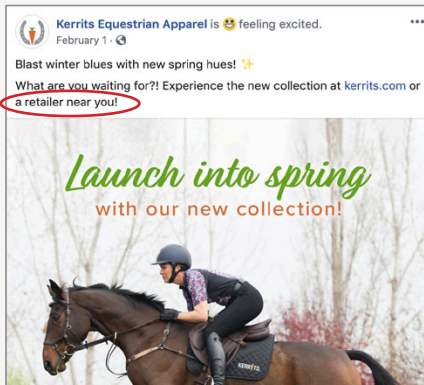 Kerrits Equestrian Apparel is 😃 feeling excited.
February 1 ·
Blast winter blues with new spring hues! ✨
What are you waiting for?! Experience the new collection at kerrits.com or
a retailer near you!
Launch into spring
with our new collection!
KERRITS